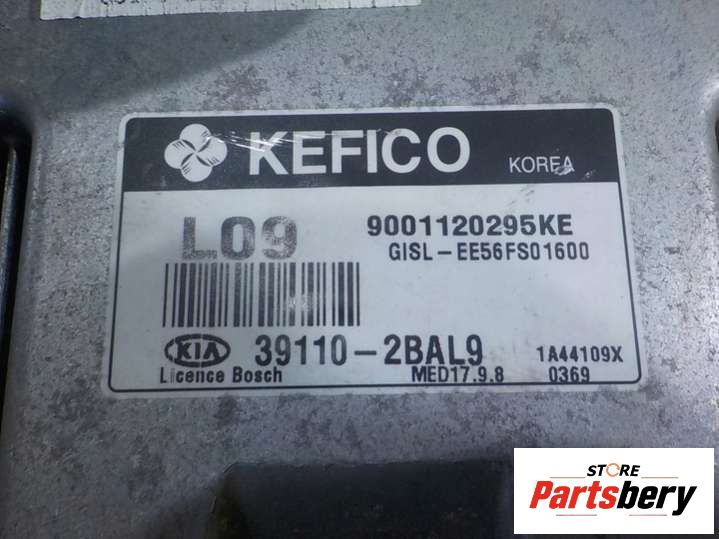 KEFICO KOREA
L09 9001120295KE
GISL-EE56FS01600
KIA 39110-2BAL9 1A44109X
Licence Bosch MED17.9.8 0369
STORE
Partsbery